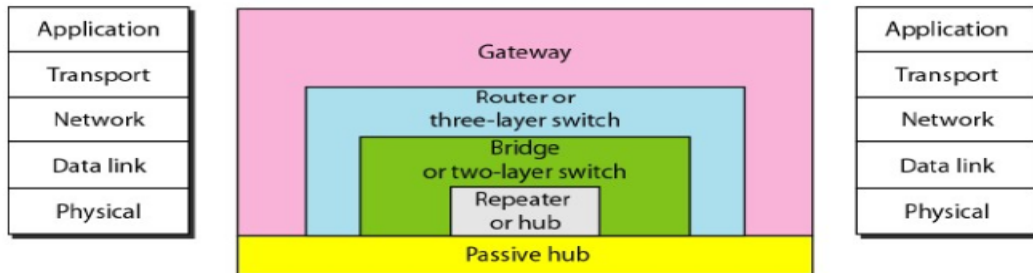 Application
Transport
Network
Data link
Physical
Gateway
Router or
three-layer switch
Bridge
or two-layer switch
Repeater
or hub
Passive hub
Application
Transport
Network
Data link
Physical